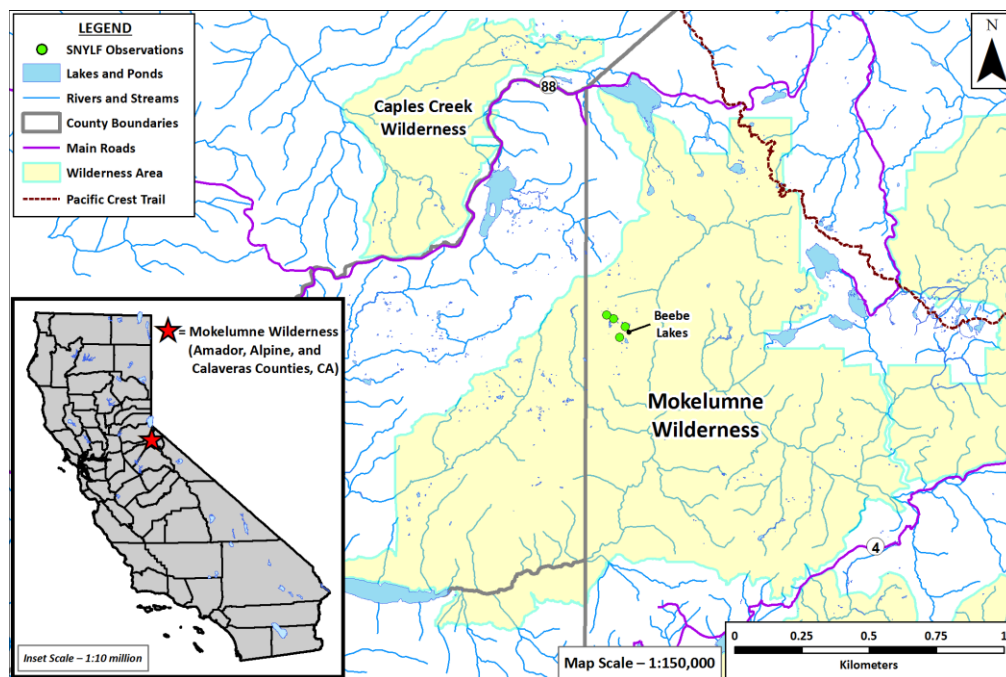 LEGEND
SNYLF Observations
Lakes and Ponds
Rivers and Streams
County Boundaries
Main Roads
Wilderness Area
Pacific Crest Trail
N
88
Caples Creek
Wilderness
Beebe
Lakes
Mokelumne
Wilderness
4
= Mokelumne Wilderness
(Amador, Alpine, and
Calaveras Counties, CA)
Inset Scale – 1:10 million
Map Scale – 1:150,000
0 0.25 0.5 0.75 1
Kilometers